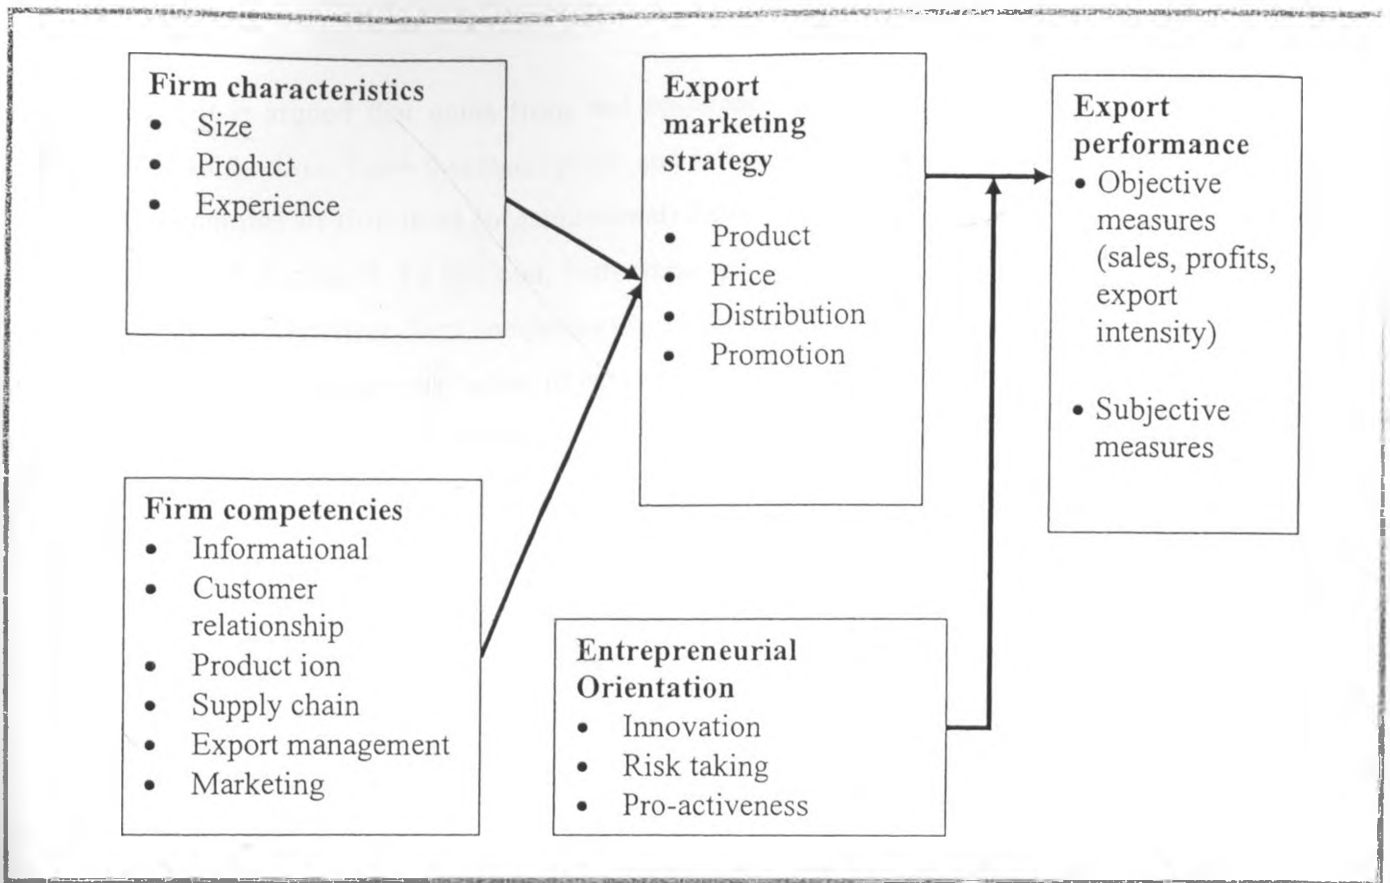 Firm characteristics
• Size
• Product
• Experience
Export
marketing
strategy
• Product
• Price
• Distribution
• Promotion
Export
performance
• Objective
measures
(sales, profits,
export
intensity)
• Subjective
measures
Firm competencies
• Informational
• Customer
relationship
• Product ion
• Supply chain
• Export management
• Marketing
Entrepreneurial
Orientation
• Innovation
• Risk taking
• Pro-activeness